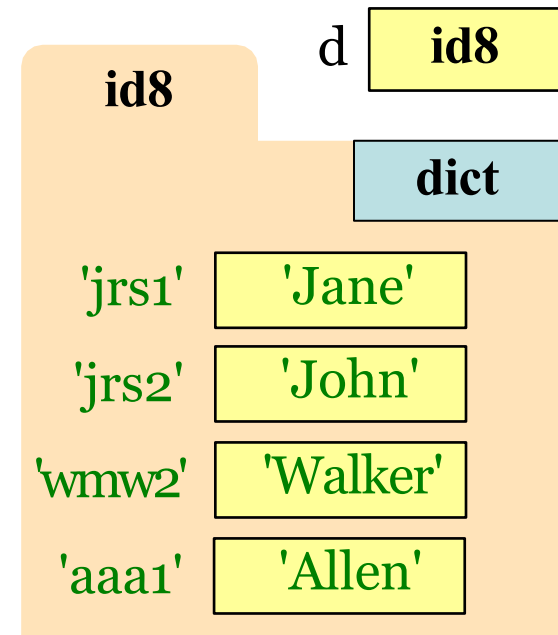 d id8
id8
dict
'jrs1' 'Jane'
'jrs2' 'John'
'wmw2' 'Walker'
'aaa1' 'Allen'